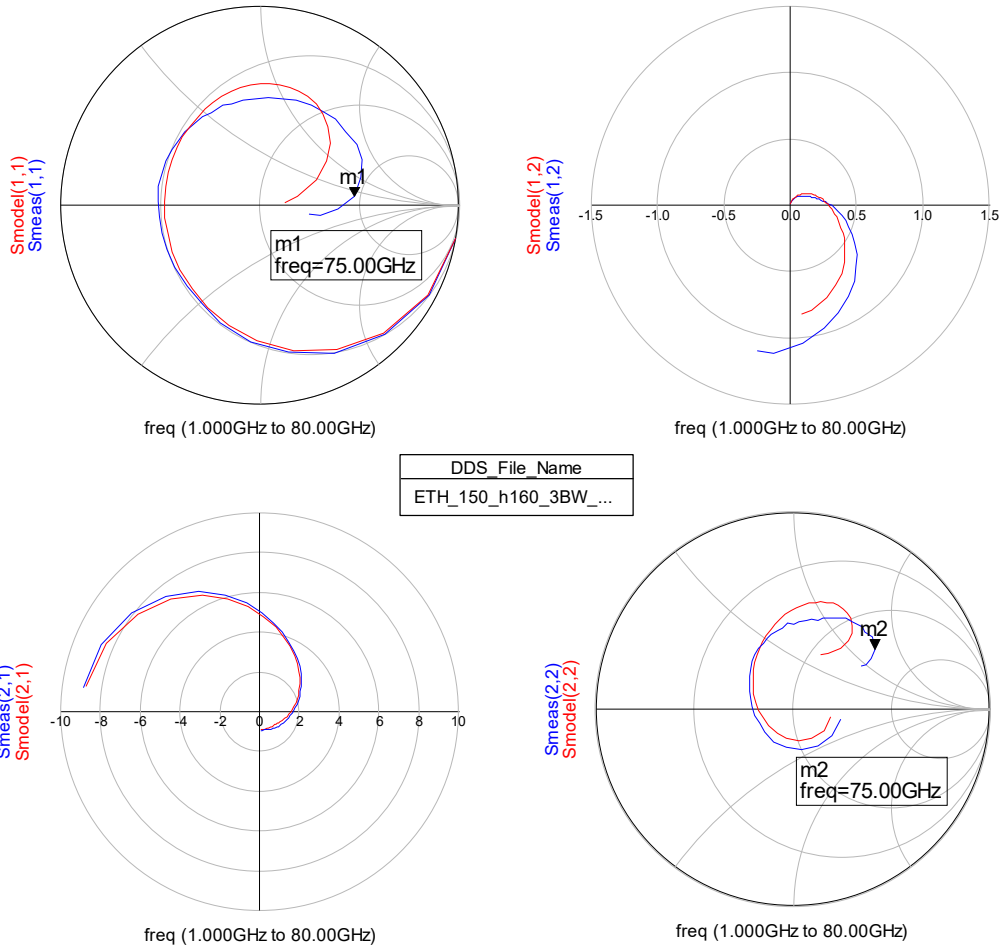 Smodel(1,1)
Smeas(1,1)
m1
m1
freq=75.00GHz
freq (1.000GHz to 80.00GHz)
Smodel(1,2)
Smeas(1,2)
-1.5 -1.0 -0.5 0.0 0.5 1.0 1.5
freq (1.000GHz to 80.00GHz)
DDS_File_Name
ETH_150_h160_3BW_...
Smeas(2,1)
Smodel(2,1)
-10 -8 -6 -4 -2 0 2 4 6 8 10
freq (1.000GHz to 80.00GHz)
Smeas(2,2)
Smodel(2,2)
m2
m2
freq=75.00GHz
freq (1.000GHz to 80.00GHz)